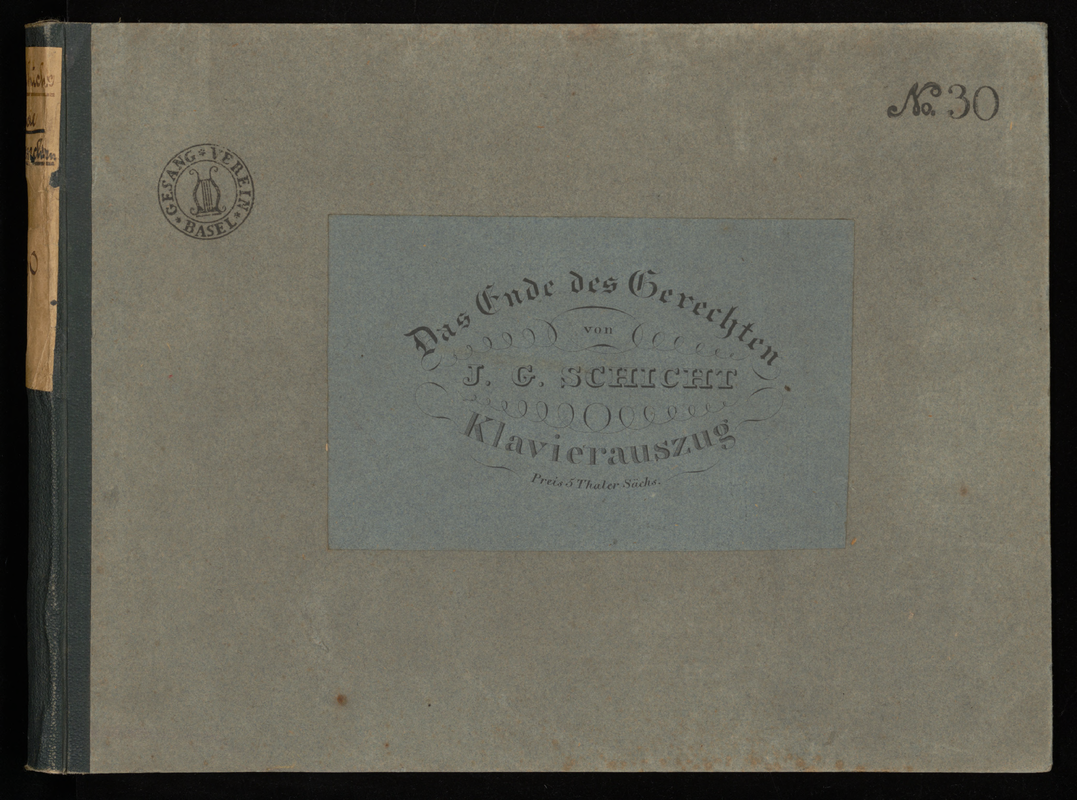 No. 30
GESANG * VEREIN * BASEL *
Das Ende des Gerechten
von
J. G. SCHICHT
Klavierauszug
Preis 5 Thaler Sächs.